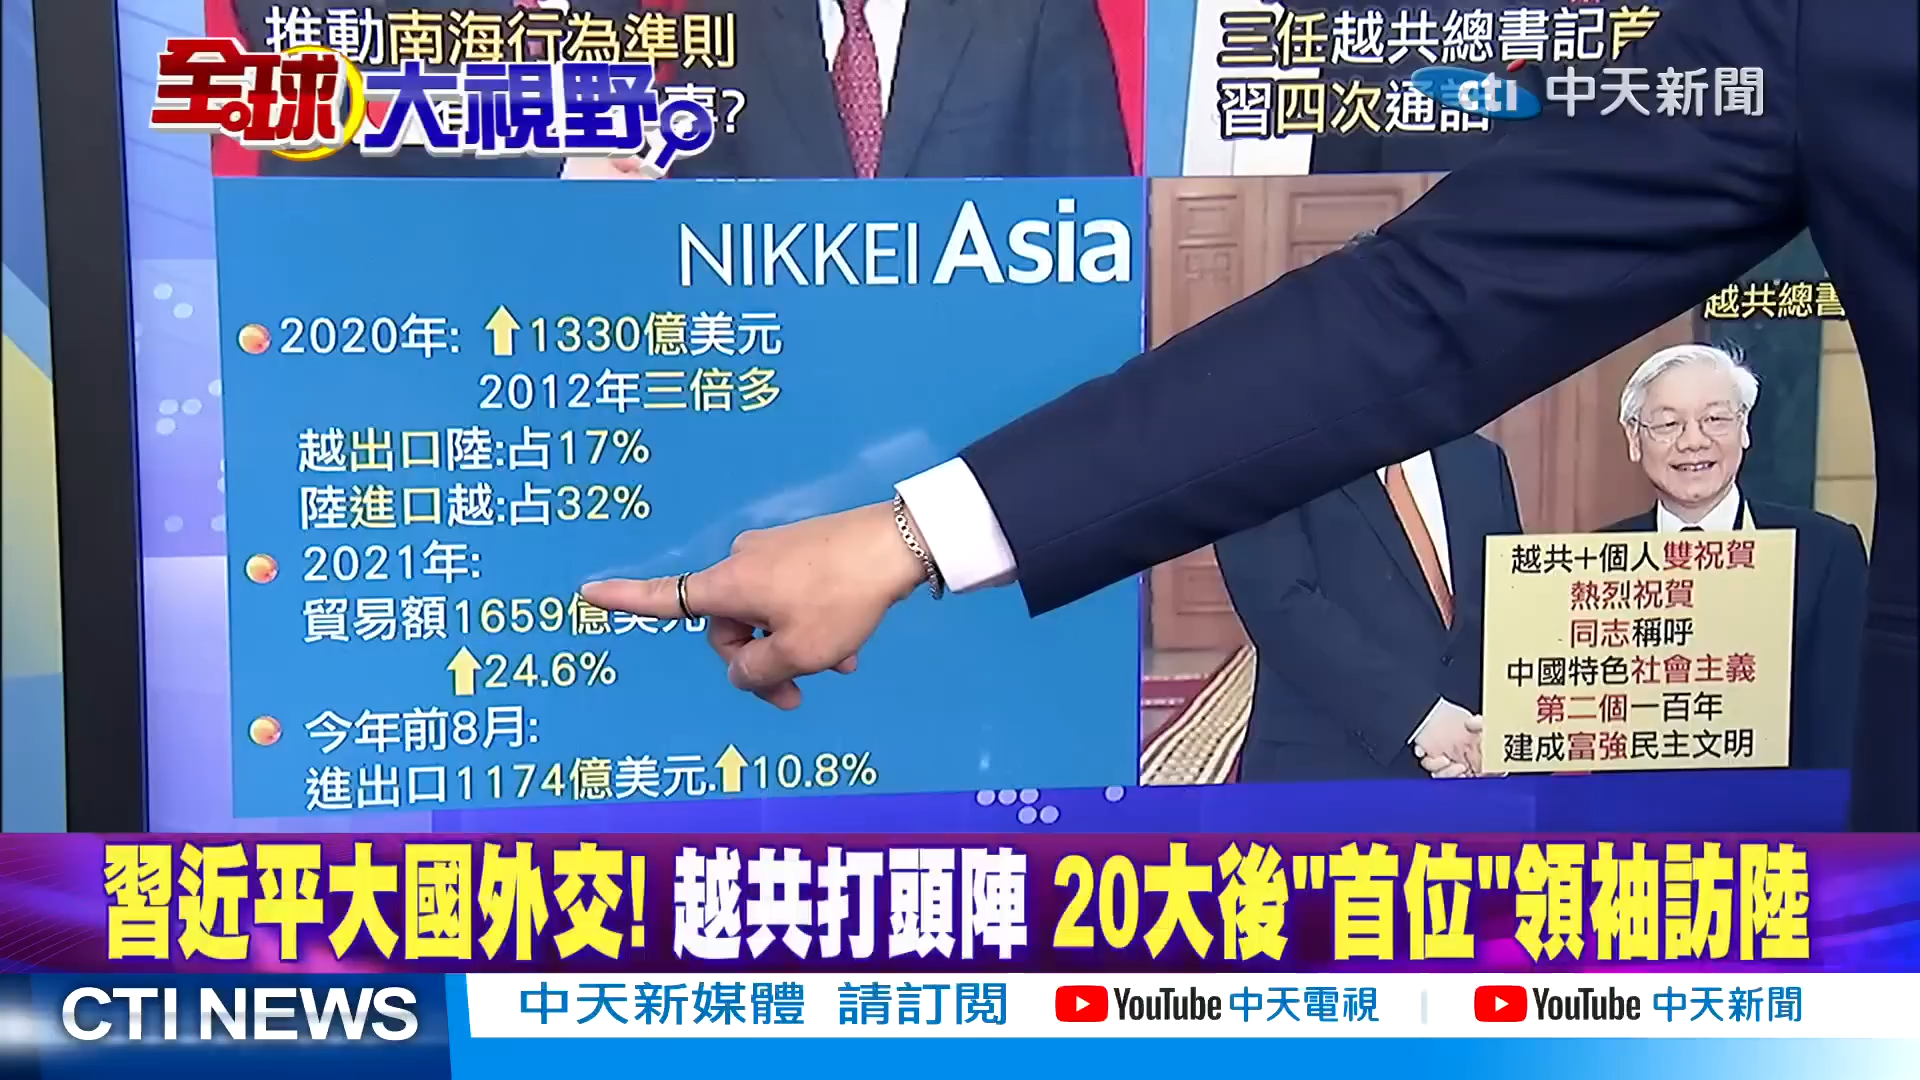 推動南海行為準則
事?
全球大視野
三任越共總書記首
習四次通話
cti 中天新聞
NIKKEI Asia
2020年: ↑1330億美元
2012年三倍多
越出口陸:占17%
陸進口越:占32%
2021年:
貿易額1659億美元
↑24.6%
今年前8月:
進出口1174億美元.↑10.8%
越共總書
越共+個人雙祝賀
熱烈祝賀
同志稱呼
中國特色社會主義
第二個一百年
建成富強民主文明
習近平大國外交! 越共打頭陣 20大後"首位"領袖訪陸
CTI NEWS 中天新媒體 請訂閱 YouTube 中天電視 | YouTube 中天新聞